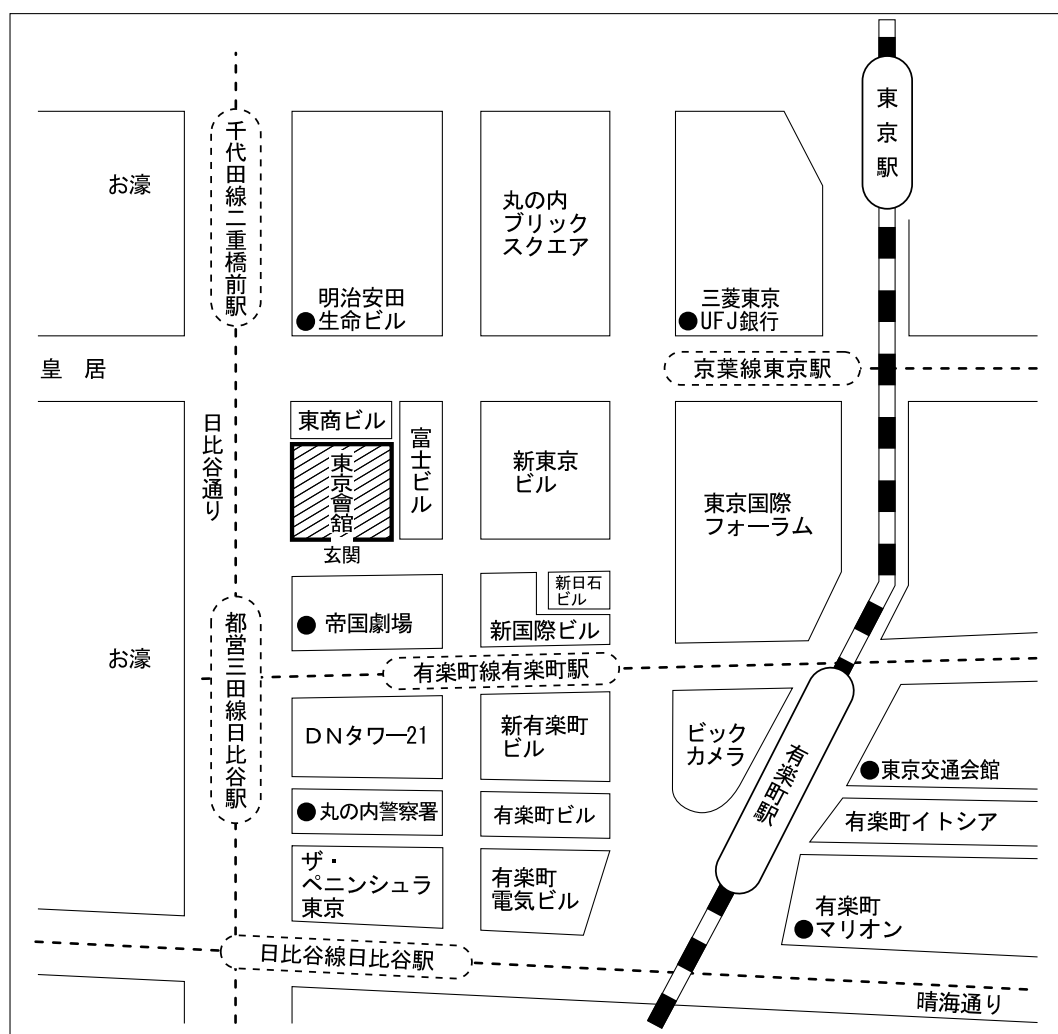 東京駅
千代田線二重橋前駅
お濠
丸の内
ブリック
スクエア
明治安田
生命ビル
三菱東京
UFJ銀行
皇 居
京葉線東京駅
日比谷通り
東商ビル
東京會舘
玄関
富士ビル
新東京
ビル
東京国際
フォーラム
新日石
ビル
帝国劇場
新国際ビル
お濠
都営三田線日比谷駅
有楽町線有楽町駅
DNタワー21
新有楽町
ビル
ビック
カメラ
有楽町駅
東京交通会館
丸の内警察署
有楽町ビル
有楽町イトシア
ザ・
ペニンシュラ
東京
有楽町
電気ビル
有楽町
マリオン
日比谷線日比谷駅
晴海通り